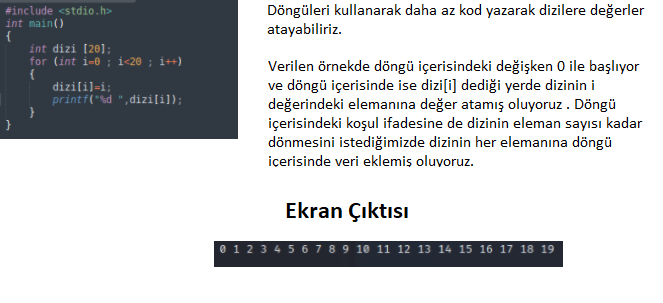 #include <stdio.h>
int main()
{
int dizi [20];
for (int i=0 ; i<20 ; i++)
{
dizi[i]=i;
printf("%d ",dizi[i]);
}
}
Döngüleri kullanarak daha az kod yazarak dizilere değerler
atayabiliriz.
Verilen örnekde döngü içerisindeki değişken 0 ile başlıyor
ve döngü içerisinde ise dizi[i] dediği yerde dizinin i
değerindeki elemanına değer atamış oluyoruz . Döngü
içerisindeki koşul ifadesine de dizinin eleman sayısı kadar
dönmesini istediğimizde dizinin her elemanına döngü
içerisinde veri eklemiş oluyoruz.
Ekran Çıktısı
0 1 2 3 4 5 6 7 8 9 10 11 12 13 14 15 16 17 18 19